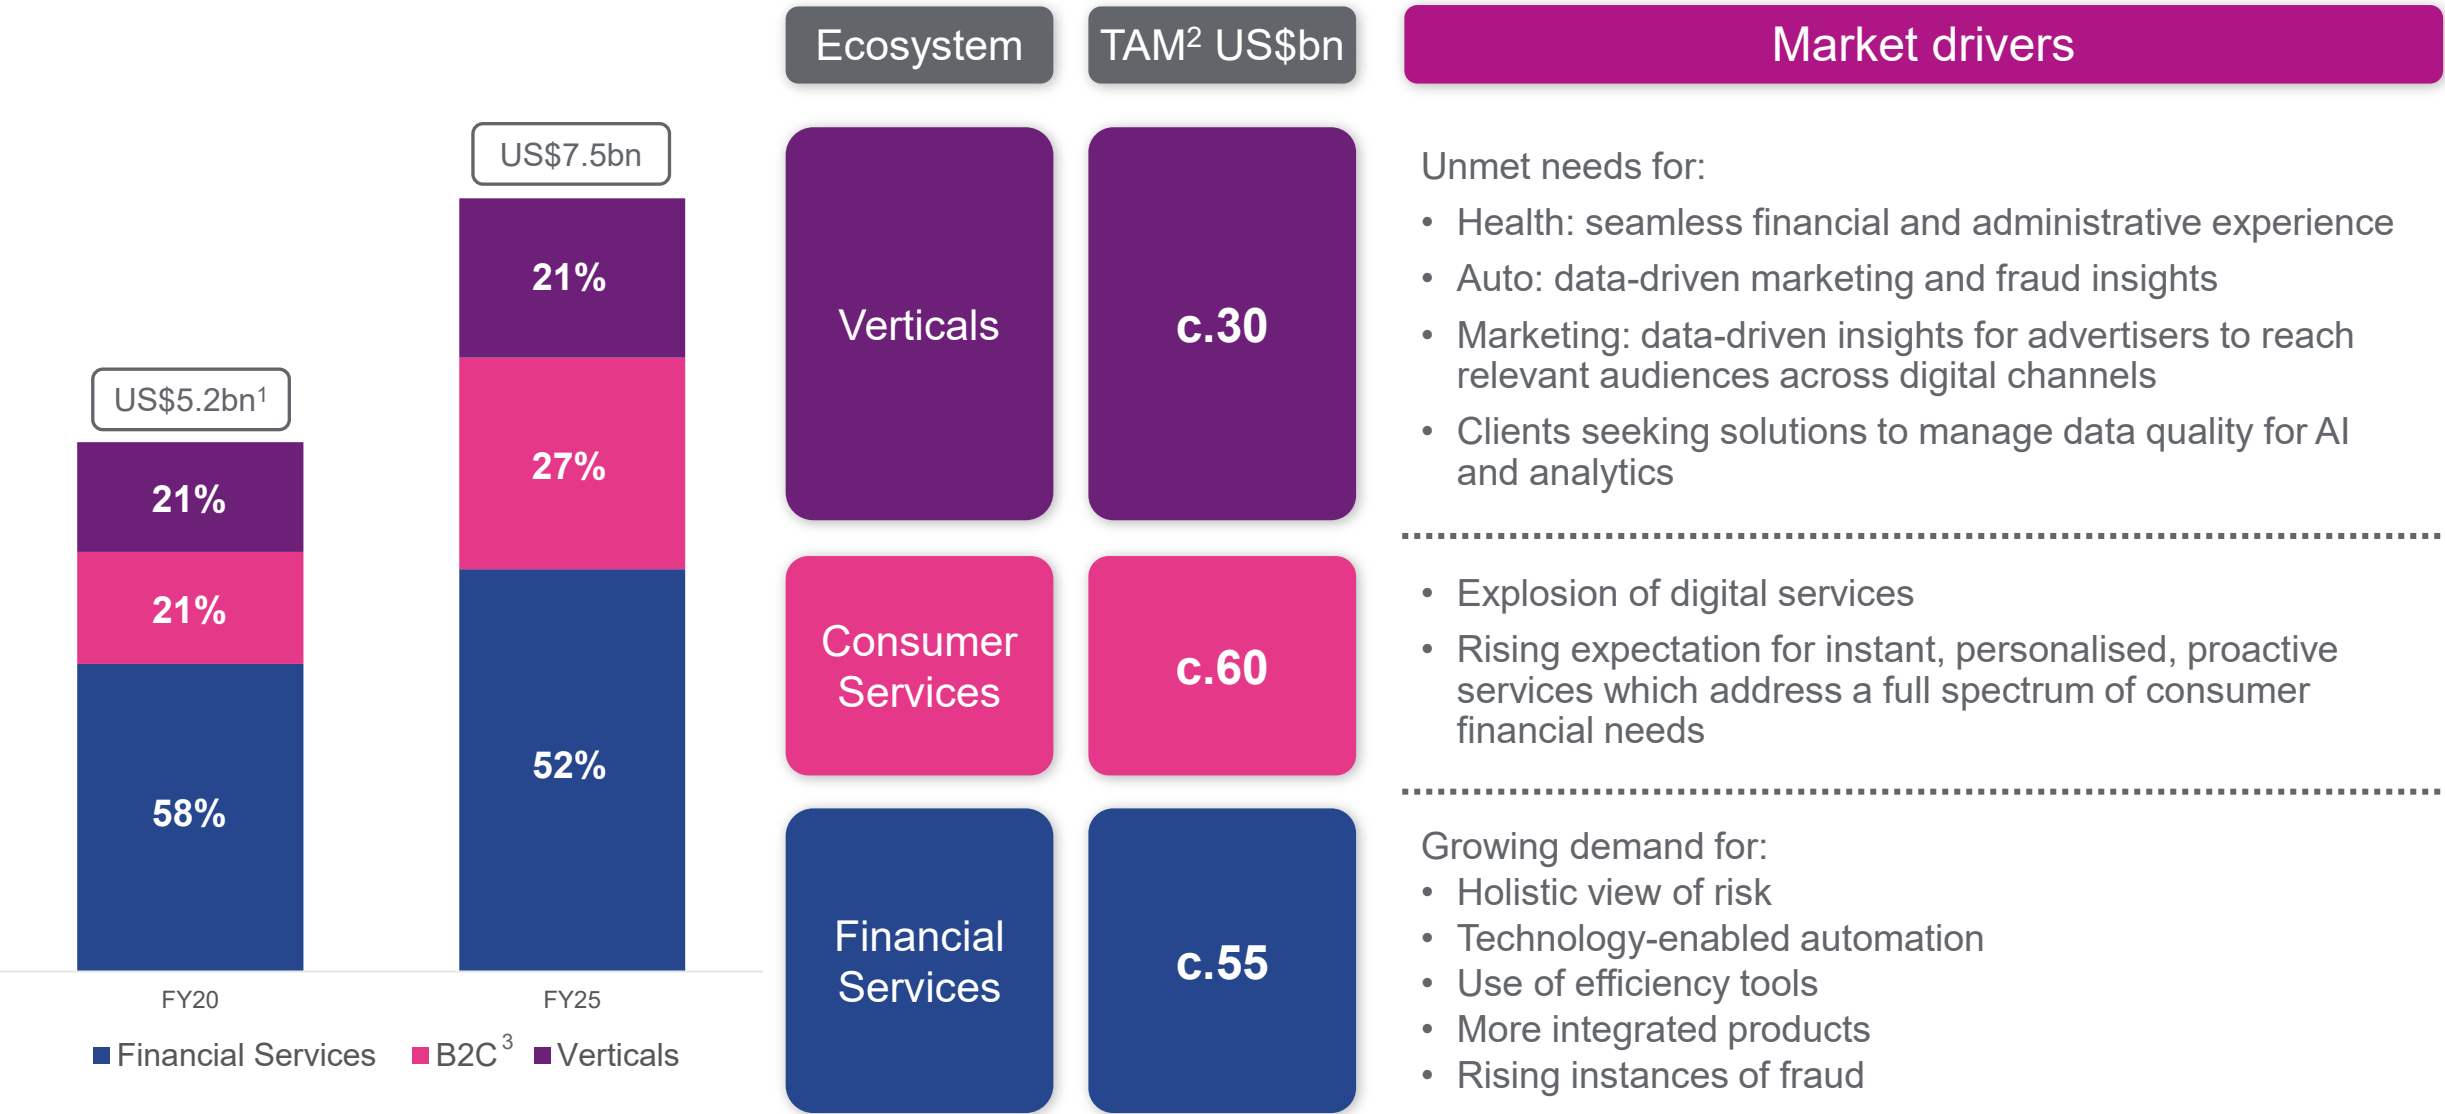 Ecosystem
TAM² US$bn
Market drivers
US$7.5bn
21%
27%
52%
US$5.2bn¹
21%
21%
58%
FY20
FY25
Financial Services
B2C³
Verticals
Verticals
c.30
Unmet needs for:
• Health: seamless financial and administrative experience
• Auto: data-driven marketing and fraud insights
• Marketing: data-driven insights for advertisers to reach
relevant audiences across digital channels
• Clients seeking solutions to manage data quality for AI
and analytics
Consumer
Services
c.60
• Explosion of digital services
• Rising expectation for instant, personalised, proactive
services which address a full spectrum of consumer
financial needs
Financial
Services
c.55
Growing demand for:
• Holistic view of risk
• Technology-enabled automation
• Use of efficiency tools
• More integrated products
• Rising instances of fraud